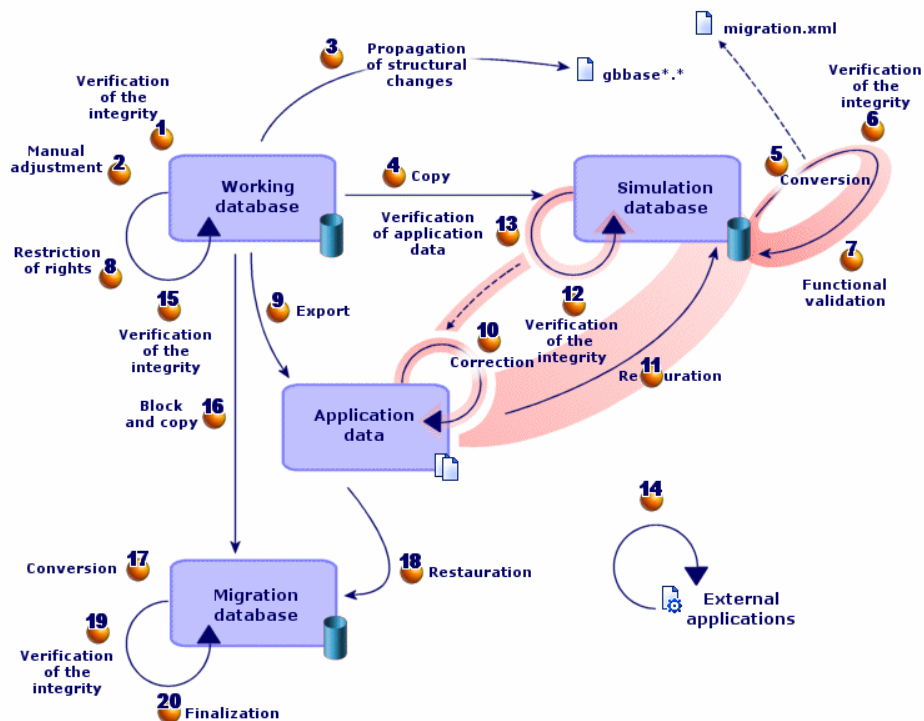 migration.xml
3
Propagation
of structural
changes
gbbase*.*
Verification
of the
integrity
6
Verification
of the
integrity
1
Manual
adjustment
2
4
Copy
5
Conversion
Working
database
Simulation
database
Verification
of application
data
13
Restriction
of rights
8
7
Functional
validation
15
Verification
of the
integrity
9
Export
12
Verification
of the
integrity
10
Correction
11
Re uration
Block
and copy
16
Application
data
14
External
applications
17
Conversion
18
Restauration
Migration
database
19
Verification
of the
integrity
20
Finalization